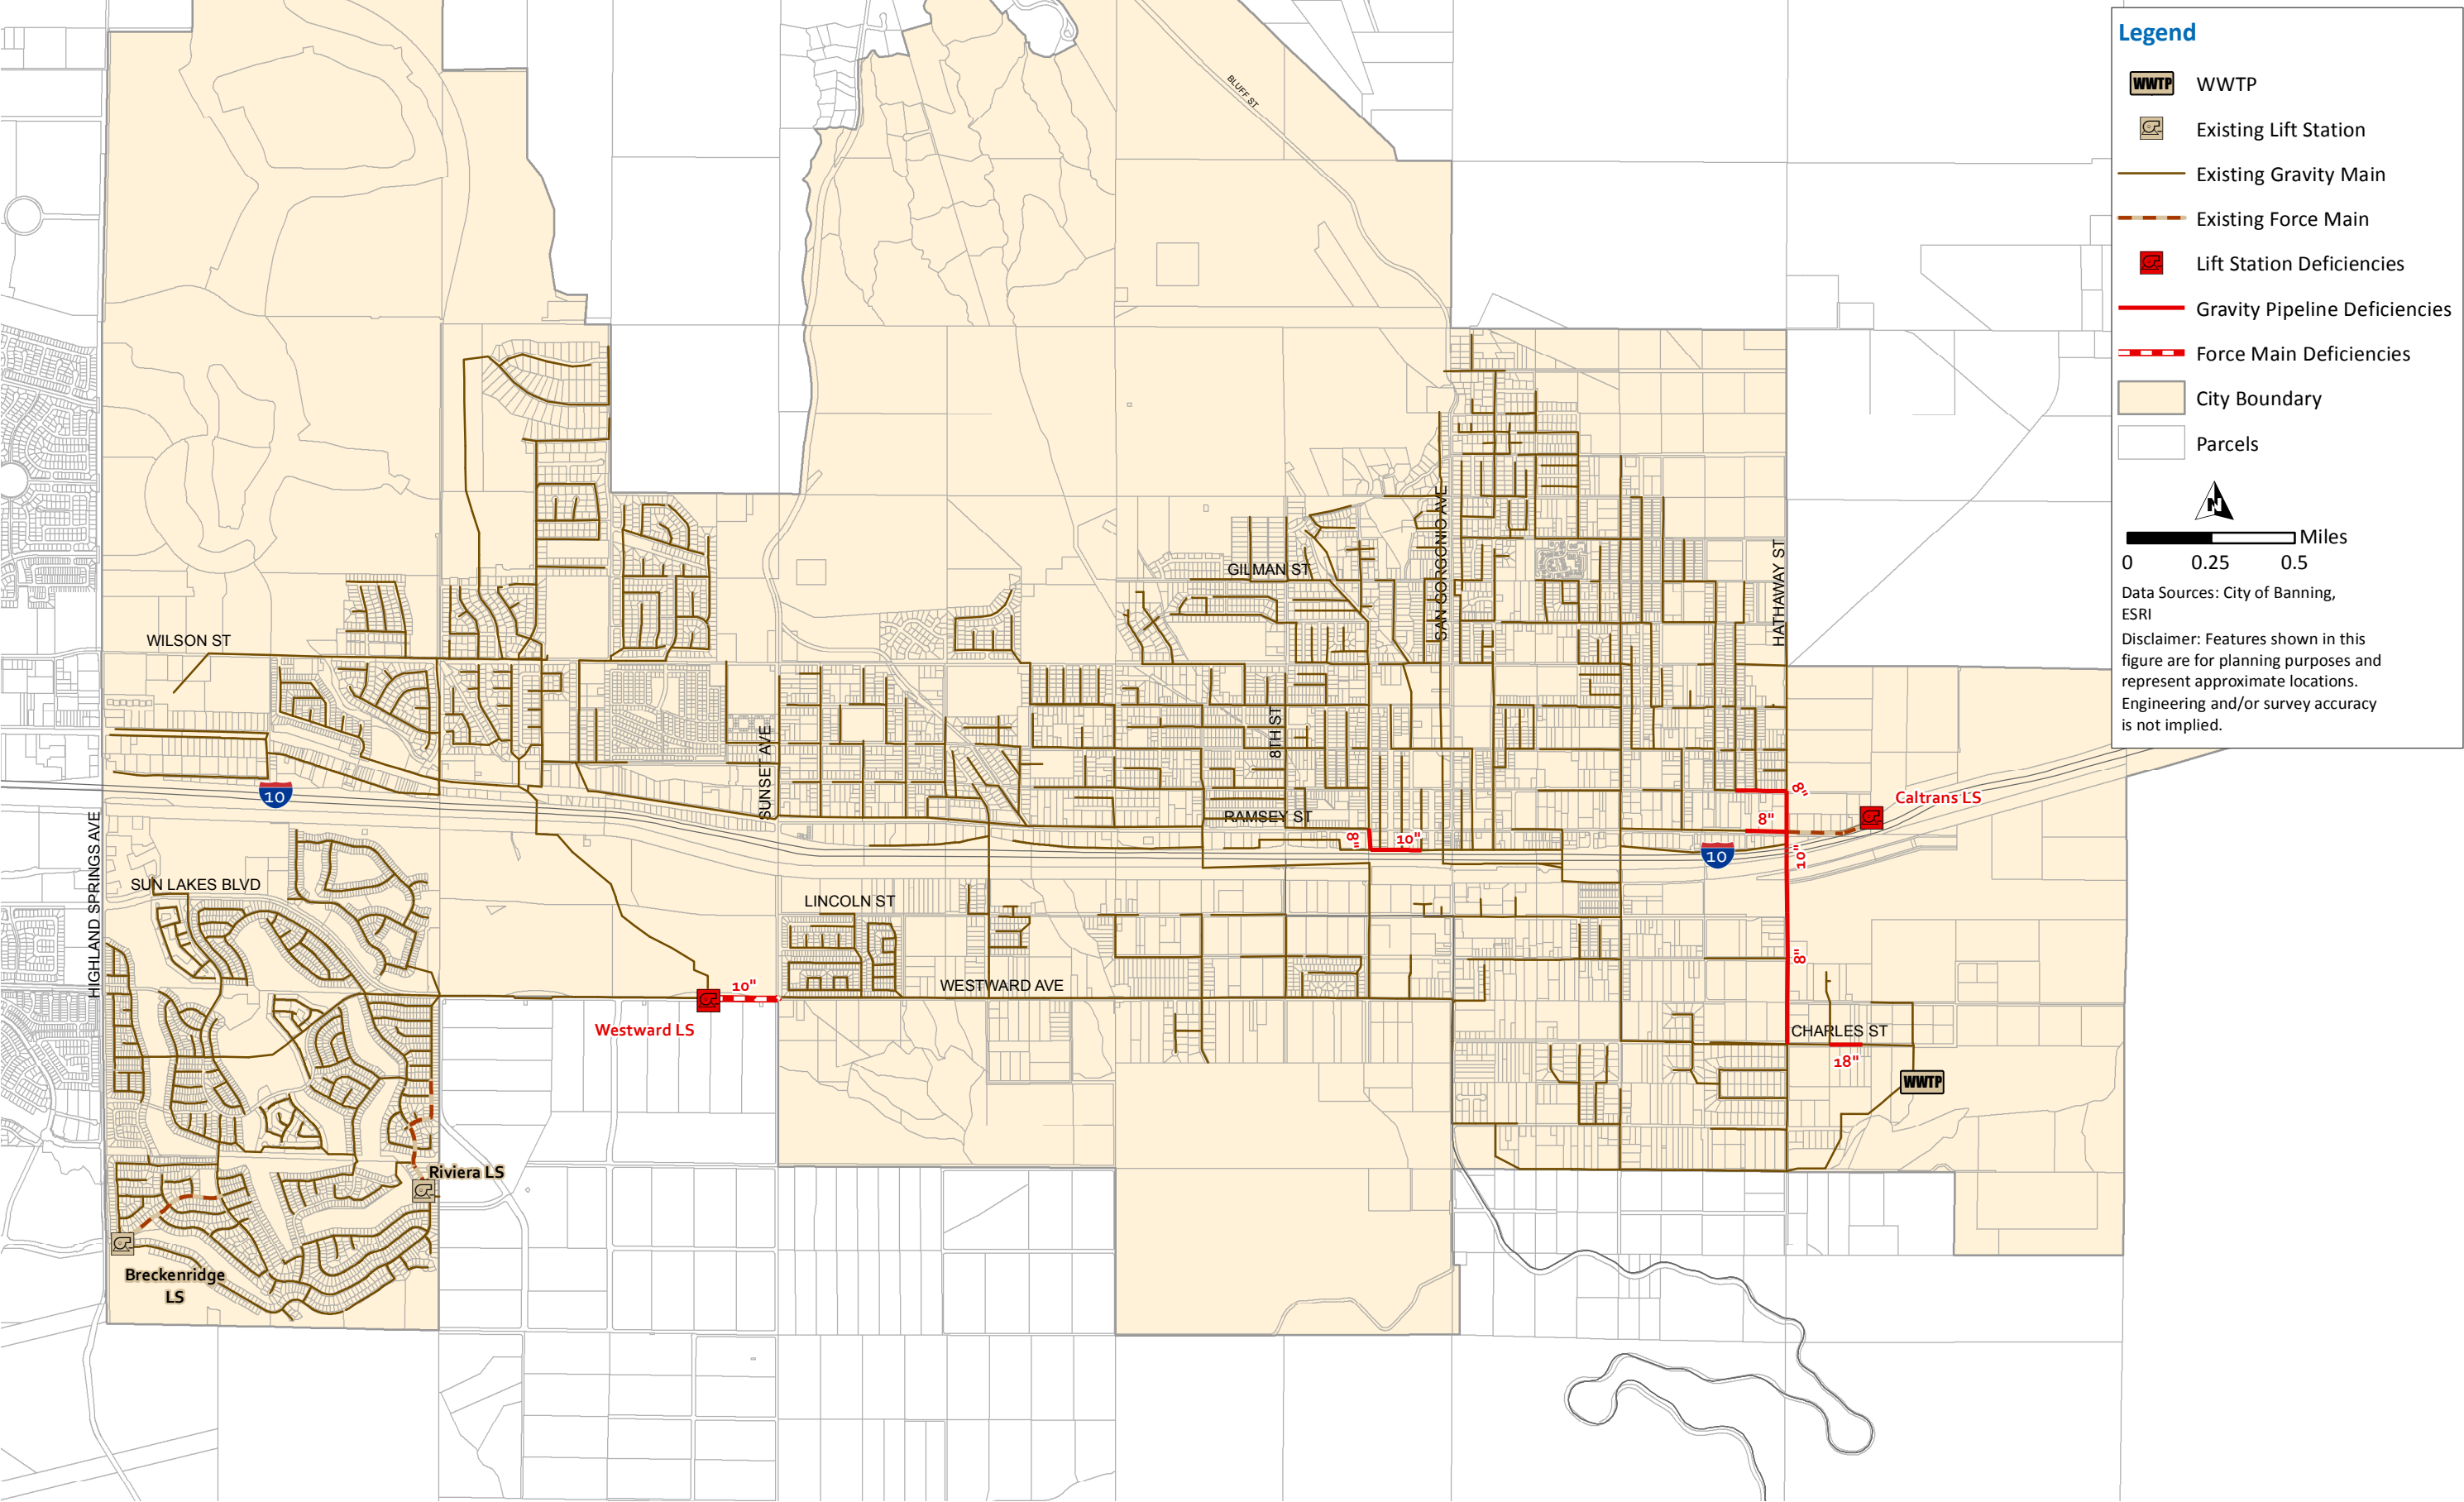 Legend
WWTP WWTP
Existing Lift Station
Existing Gravity Main
Existing Force Main
Lift Station Deficiencies
Gravity Pipeline Deficiencies
Force Main Deficiencies
City Boundary
Parcels
N
Miles
0 0.25 0.5
Data Sources: City of Banning,
ESRI
Disclaimer: Features shown in this
figure are for planning purposes and
represent approximate locations.
Engineering and/or survey accuracy
is not implied.
BLUFF ST
GILMAN ST
SAN GORGONIO AVE
HATHAWAY ST
WILSON ST
8TH ST
SUNSET AVE
10
8"
Caltrans LS
RAMSEY ST
8"
8"
10"
10
10"
HIGHLAND SPRINGS AVE
SUN LAKES BLVD
LINCOLN ST
8"
10"
WESTWARD AVE
Westward LS
CHARLES ST
18"
WWTP
Riviera LS
Breckenridge
LS